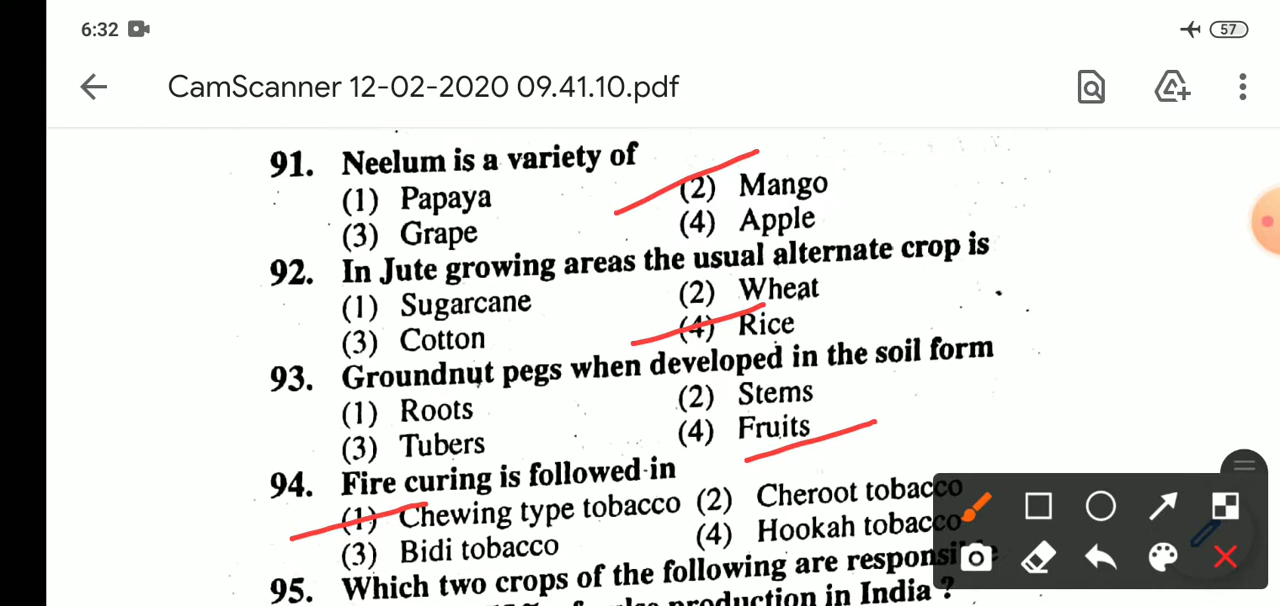 6:32
57
CamScanner 12-02-2020 09.41.10.pdf
91. Neelum is a variety of
(1) Papaya (2) Mango
(3) Grape (4) Apple
92. In Jute growing areas the usual alternate crop is
(1) Sugarcane (2) Wheat
(3) Cotton (4) Rice
93. Groundnut pegs when developed in the soil form
(1) Roots (2) Stems
(3) Tubers (4) Fruits
94. Fire curing is followed in
(1) Chewing type tobacco (2) Cheroot tobacco
(3) Bidi tobacco (4) Hookah tobacco
95. Which two crops of the following are responsible
production in India ?